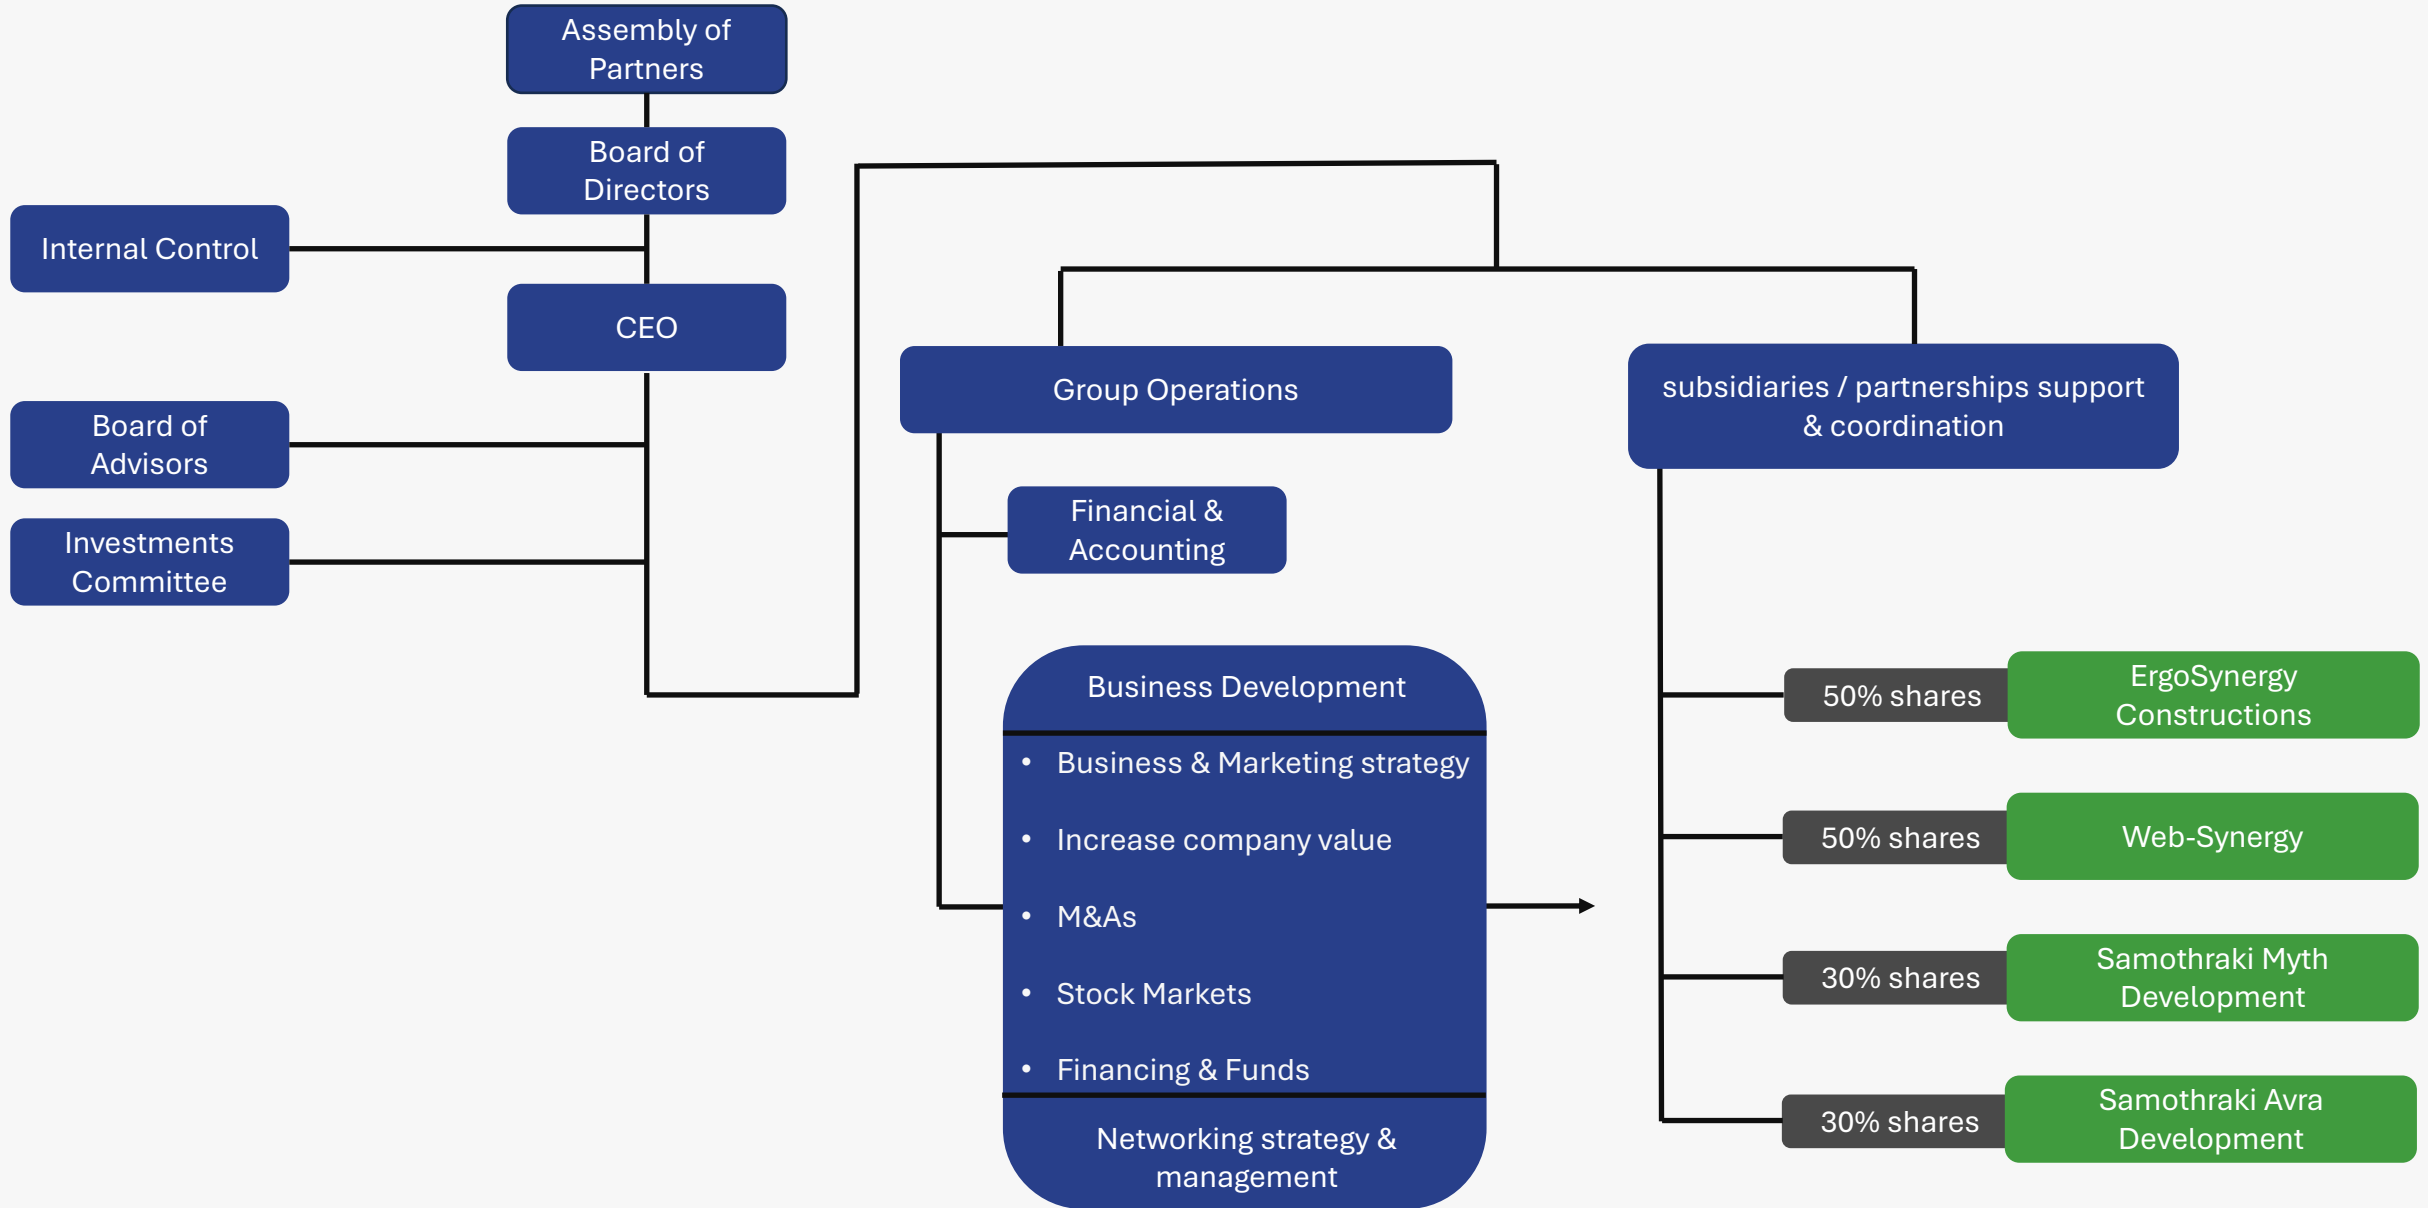 Assembly of
Partners
Board of
Directors
Internal Control
CEO
Board of
Advisors
Investments
Committee
Group Operations
Financial &
Accounting
Business Development
• Business & Marketing strategy
• Increase company value
• M&As
• Stock Markets
• Financing & Funds
Networking strategy &
management
subsidiaries / partnerships support
& coordination
50% shares
ErgoSynergy
Constructions
50% shares
Web-Synergy
30% shares
Samothraki Myth
Development
30% shares
Samothraki Avra
Development